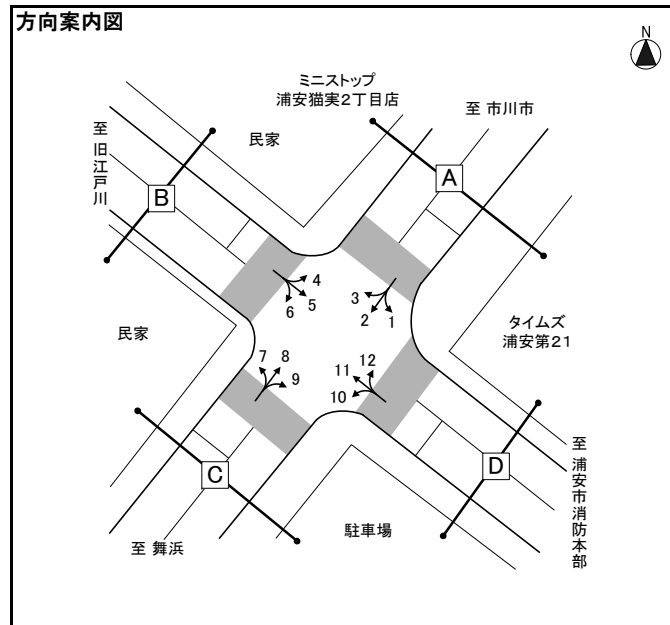 方向案内図
N
ミニストップ
浦安猫実2丁目店
至 市川市
民家
至 旧江戸川
A
B
4
5
6
3
2
1
タイムズ
浦安第21
民家
7
8
9
12
11
10
C
D
至 浦安市消防本部
至 舞浜
駐車場